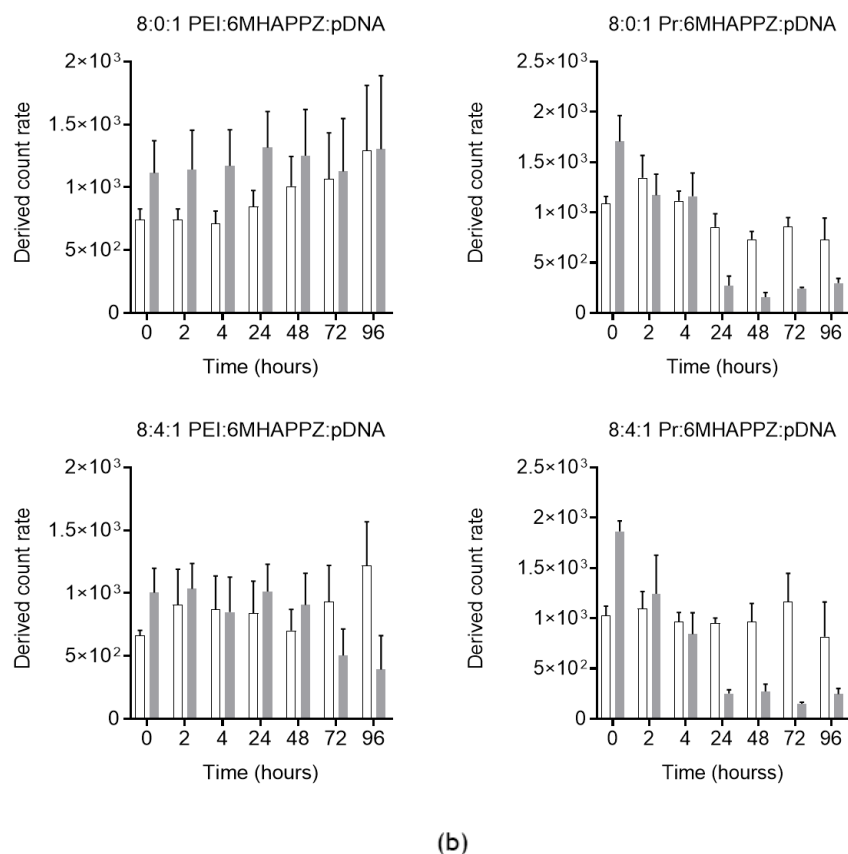 8:0:1 PEI:6MHAPPZ:pDNA
Derived count rate
2×10³
1.5×10³
1×10³
5×10²
0
0 2 4 24 48 72 96
Time (hours)
8:0:1 Pr:6MHAPPZ:pDNA
Derived count rate
2.5×10³
2×10³
1.5×10³
1×10³
5×10²
0
0 2 4 24 48 72 96
Time (hours)
8:4:1 PEI:6MHAPPZ:pDNA
Derived count rate
2×10³
1.5×10³
1×10³
5×10²
0
0 2 4 24 48 72 96
Time (hours)
8:4:1 Pr:6MHAPPZ:pDNA
Derived count rate
2.5×10³
2×10³
1.5×10³
1×10³
5×10²
0
0 2 4 24 48 72 96
Time (hourss)
(b)